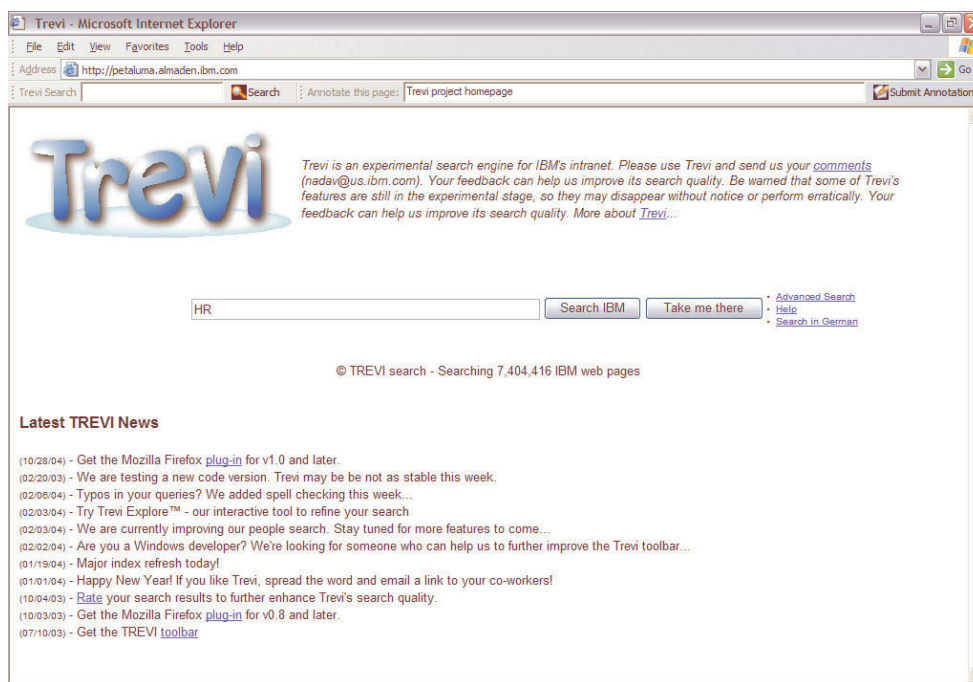 Trevi - Microsoft Internet Explorer
File Edit View Favorites Tools Help
Address http://petaluma.almaden.ibm.com Go
Trevi Search Search Annotate this page: Trevi project homepage Submit Annotation
Trevi
Trevi is an experimental search engine for IBM's intranet. Please use Trevi and send us your comments
(nadav@us.ibm.com). Your feedback can help us improve its search quality. Be warned that some of Trevi's
features are still in the experimental stage, so they may disappear without notice or perform erratically. Your
feedback can help us improve its search quality. More about Trevi...
HR Search IBM Take me there
• Advanced Search
• Help
• Search in German
© TREVI search - Searching 7,404,416 IBM web pages
Latest TREVI News
(10/28/04) - Get the Mozilla Firefox plug-in for v1.0 and later.
(02/20/03) - We are testing a new code version. Trevi may be be not as stable this week.
(02/06/04) - Typos in your queries? We added spell checking this week...
(02/03/04) - Try Trevi Explore™ - our interactive tool to refine your search
(02/03/04) - We are currently improving our people search. Stay tuned for more features to come...
(02/02/04) - Are you a Windows developer? We're looking for someone who can help us to further improve the Trevi toolbar...
(01/19/04) - Major index refresh today!
(01/01/04) - Happy New Year! If you like Trevi, spread the word and email a link to your co-workers!
(10/04/03) - Rate your search results to further enhance Trevi's search quality.
(10/03/03) - Get the Mozilla Firefox plug-in for v0.8 and later.
(07/10/03) - Get the TREVI toolbar